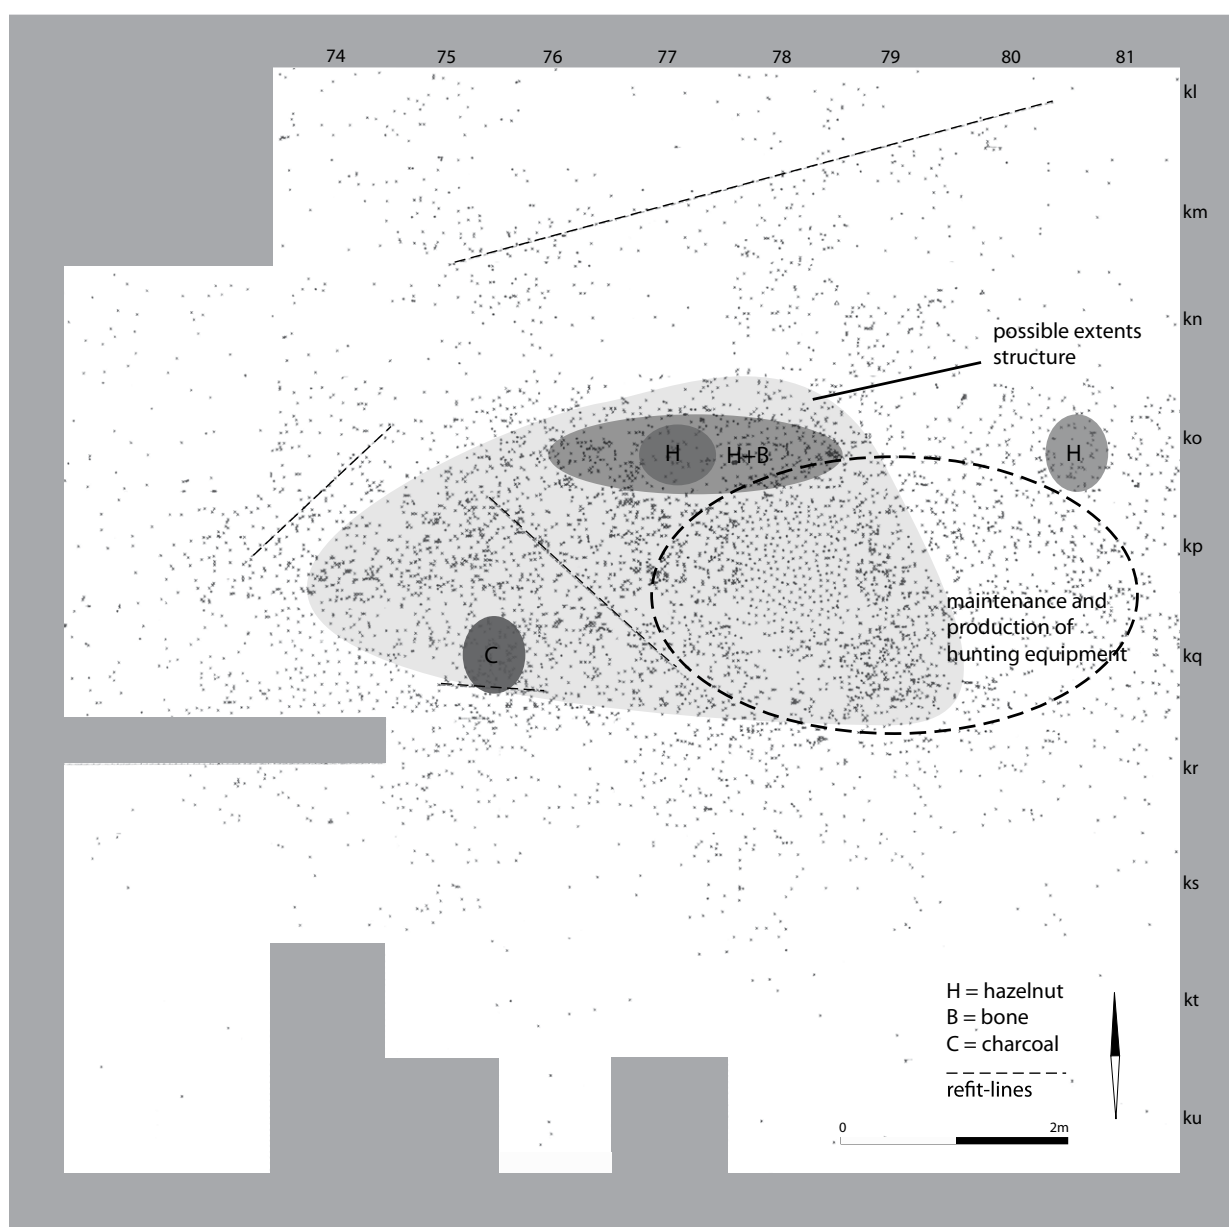 74 75 76 77 78 79 80 81
kl
km
kn
possible extents
structure
ko
H
H+B
H
kp
maintenance and
production of
hunting equipment
C
kq
kr
ks
H = hazelnut
B = bone
C = charcoal
kt
refit-lines
ku
0 2m